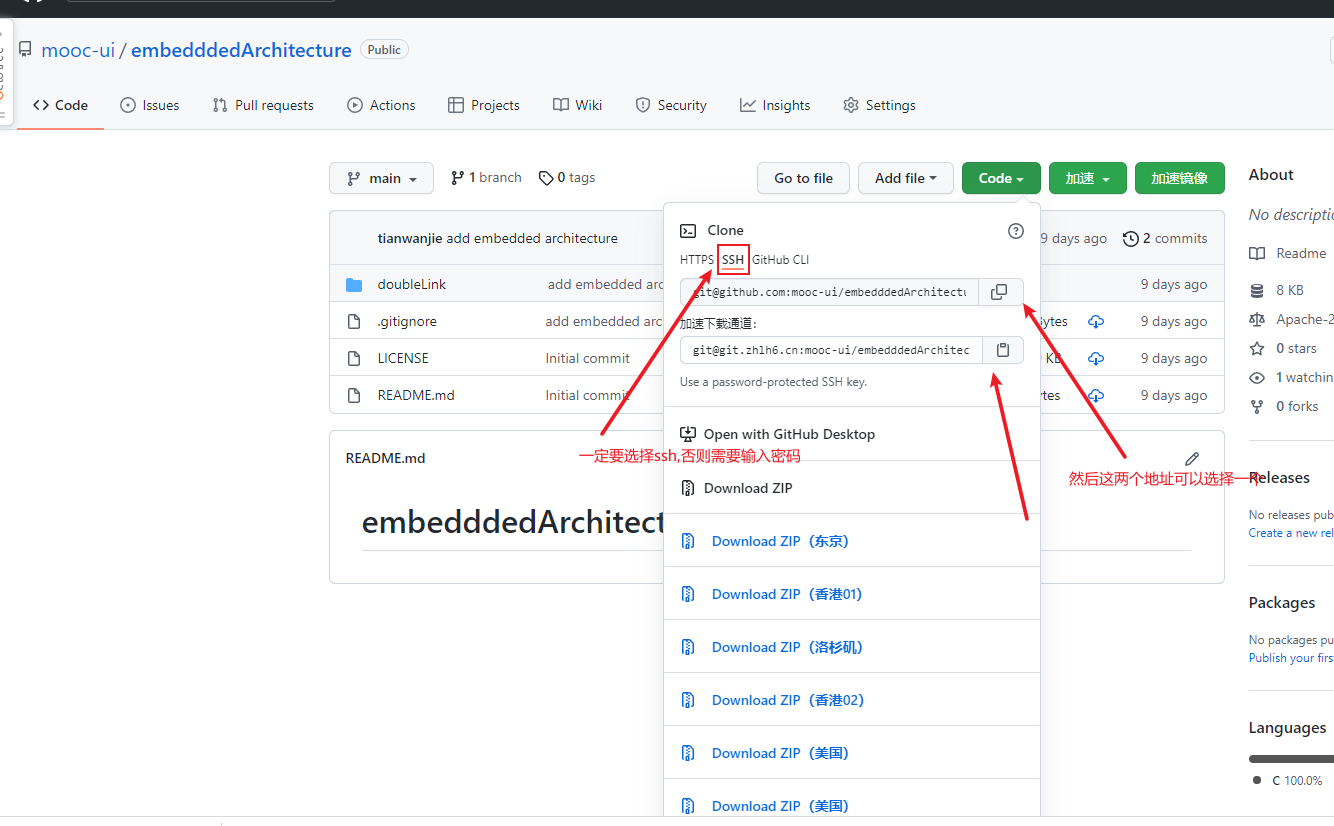 mooc-ui / embedddedArchitecture Public
Code Issues Pull requests Actions Projects Wiki Security Insights Settings
main 1 branch 0 tags Go to file Add file Code 加速 加速镜像
tianwanjie add embedded architecture 9 days ago 2 commits
doubleLink add embedded arc 9 days ago
.gitignore add embedded arc 9 days ago
LICENSE Initial commit KB 9 days ago
README.md Initial commit 9 days ago
Clone
HTTPS SSH GitHub CLI
git@github.com:mooc-ui/embedddedArchitectu
加速下载通道:
git@git.zhlh6.cn:mooc-ui/embedddedArchitec
Use a password-protected SSH key.
Open with GitHub Desktop
一定要选择ssh,否则需要输入密码
Download ZIP
Download ZIP（东京）
Download ZIP（香港01）
Download ZIP（洛杉矶）
Download ZIP（香港02）
Download ZIP（美国）
Download ZIP（美国）
然后这两个地址可以选择一个
README.md
embedddedArchitect
About
No descriptio
Readme
8 KB
Apache-2
0 stars
1 watchin
0 forks
Releases
No releases pub
Create a new rel
Packages
No packages pu
Publish your firs
Languages
C 100.0%